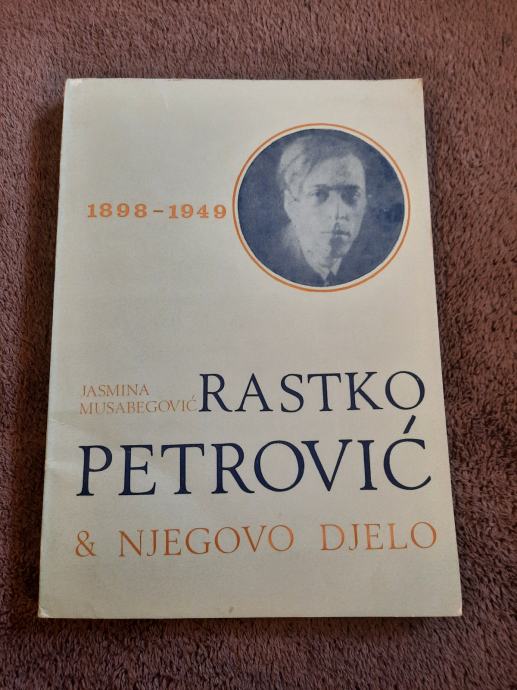 1898-1949
JASMINA
MUSABEGOVIĆ RASTKO
PETROVIĆ
& NJEGOVO DJELO